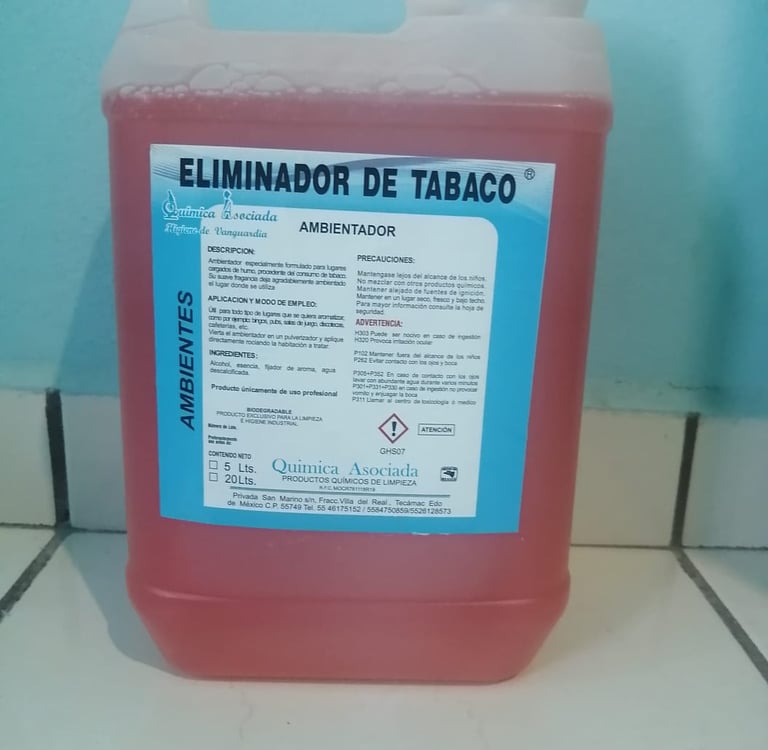 ELIMINADOR DE TABACO ®
Quimica Asociada
Higiene de Vanguardia
AMBIENTADOR
AMBIENTES
DESCRIPCION:
Ambientador especialmente formulado para lugares
cargados de humo, procedente del consumo de tabaco.
Su suave fragancia deja agradablemente ambientado
el lugar donde se utiliza
APLICACION Y MODO DE EMPLEO:
Útil para todo tipo de lugares que se quiera aromatizar,
como por ejemplo: bingos, pubs, salas de juego, discotecas,
cafeterias, etc.
Vierta el ambientador en un pulverizador y aplique
directamente rociando la habitación a tratar.
INGREDIENTES:
Alcohol, esencia, fijador de aroma, agua
descalcificada.
Producto únicamente de uso profesional
BIODEGRADABLE
PRODUCTO EXCLUSIVO PARA LA LIMPIEZA
E HIGIENE INDUSTRIAL
Número de Lote.
Preferentemente
use antes de:
CONTENIDO NETO
5 Lts.
20Lts.
PRECAUCIONES:
Mantengase lejos del alcance de los niños.
No mezclar con otros productos químicos.
Mantener alejado de fuentes de ignición.
Mantener en un lugar seco, fresco y bajo techo.
Para mayor información consulte la hoja de
seguridad.
ADVERTENCIA:
H303 Puede ser nocivo en caso de ingestión
H320 Provoca irritación ocular
P102 Mantener fuera del alcance de los niños
P262 Evitar contacto con los ojos y boca
P305+P352 En caso de contacto con los ojos
lavar con abundante agua durante varios minutos
P301+P331+P330 en caso de ingestión no provocar
vomito y enjuagar la boca
P311 Llamar al centro de toxicología ó medico
ATENCIÓN
GHS07
Quimica Asociada
PRODUCTOS QUÍMICOS DE LIMPIEZA
Privada San Marino s/n, Fracc.Villa del Real., Tecámac Edo
de México C.P. 55749 Tel. 55 46175152 / 5584750859/5526128573